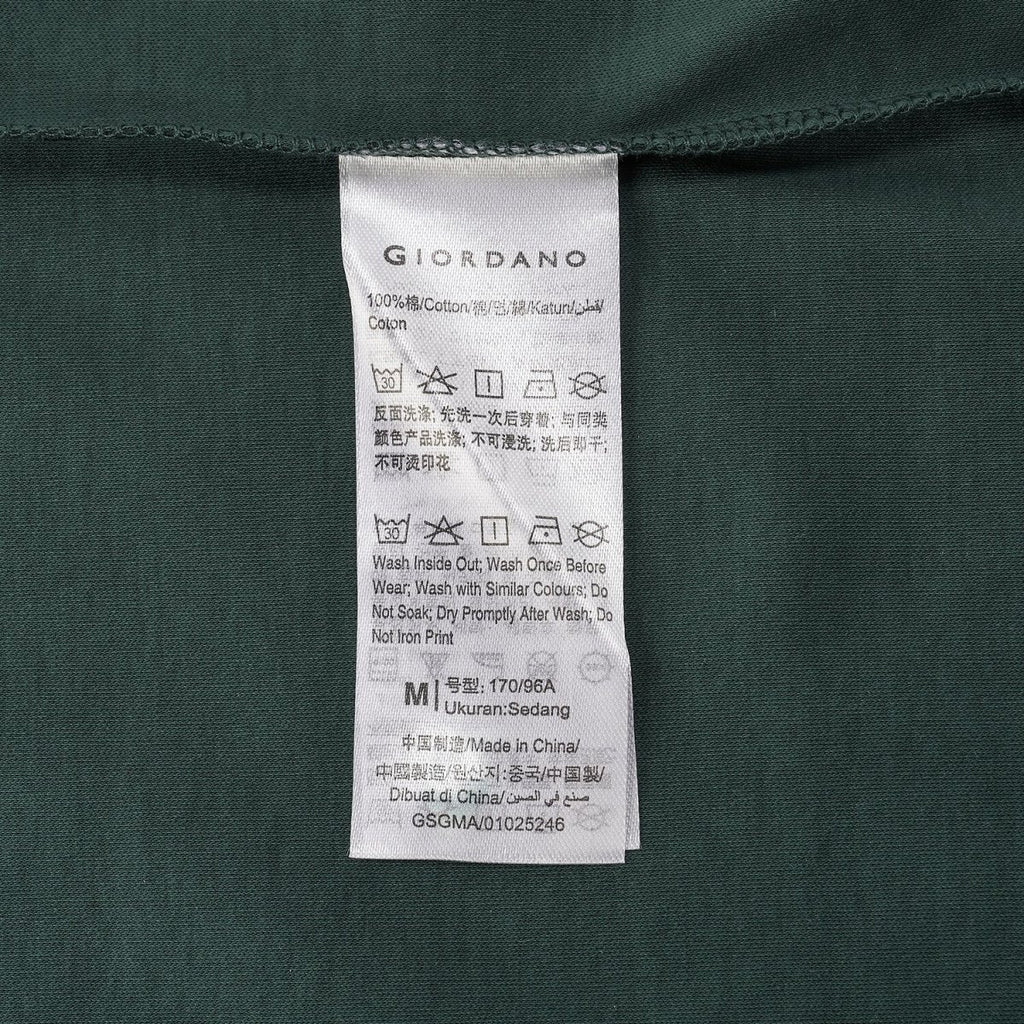 GIORDANO
100%棉/Cotton/綿/면/綿/Katun/قطن/
Coton
30
反面洗涤; 先洗一次后穿着; 与同类
颜色产品洗涤; 不可浸洗; 洗后即干;
不可烫印花
30
Wash Inside Out; Wash Once Before
Wear; Wash with Similar Colours; Do
Not Soak; Dry Promptly After Wash; Do
Not Iron Print
M 号型: 170/96A
Ukuran:Sedang
中国制造/Made in China/
中國製造/원산지:중국/中国製/
Dibuat di China/صنع في الصين
GSGMA/01025246